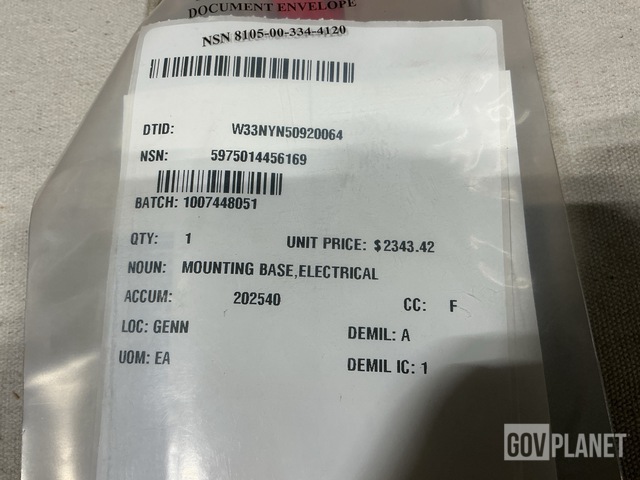 DOCUMENT ENVELOPE
NSN 8105-00-334-4120
DTID: W33NYN50920064
NSN: 5975014456169
BATCH: 1007448051
QTY: 1 UNIT PRICE: $2343.42
NOUN: MOUNTING BASE,ELECTRICAL
ACCUM: 202540 CC: F
LOC: GENN DEMIL: A
UOM: EA DEMIL IC: 1
GOVPLANET